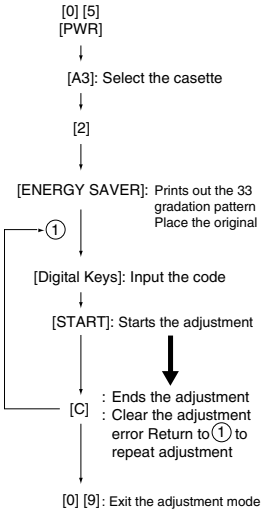 [0] [5]
[PWR]
[A3]: Select the casette
[2]
[ENERGY SAVER]: Prints out the 33
gradation pattern
Place the original
1
[Digital Keys]: Input the code
[START]: Starts the adjustment
: Ends the adjustment
[C] : Clear the adjustment
error Return to 1 to
repeat adjustment
[0] [9]: Exit the adjustment mode